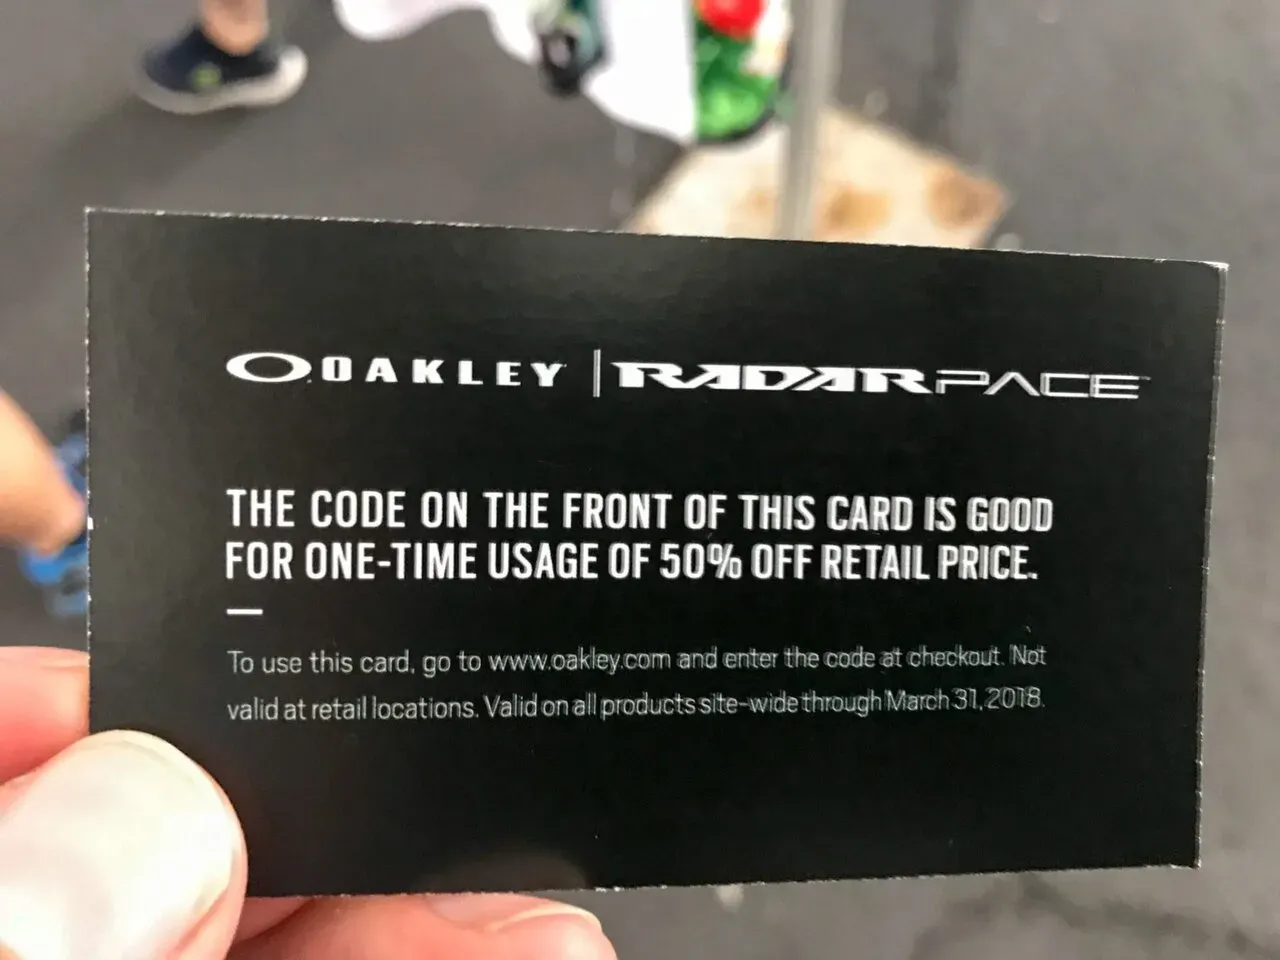 OAKLEY | RADARPACE
THE CODE ON THE FRONT OF THIS CARD IS GOOD
FOR ONE-TIME USAGE OF 50% OFF RETAIL PRICE.
To use this card, go to www.oakley.com and enter the code at checkout. Not
valid at retail locations. Valid on all products site-wide through March 31, 2018.